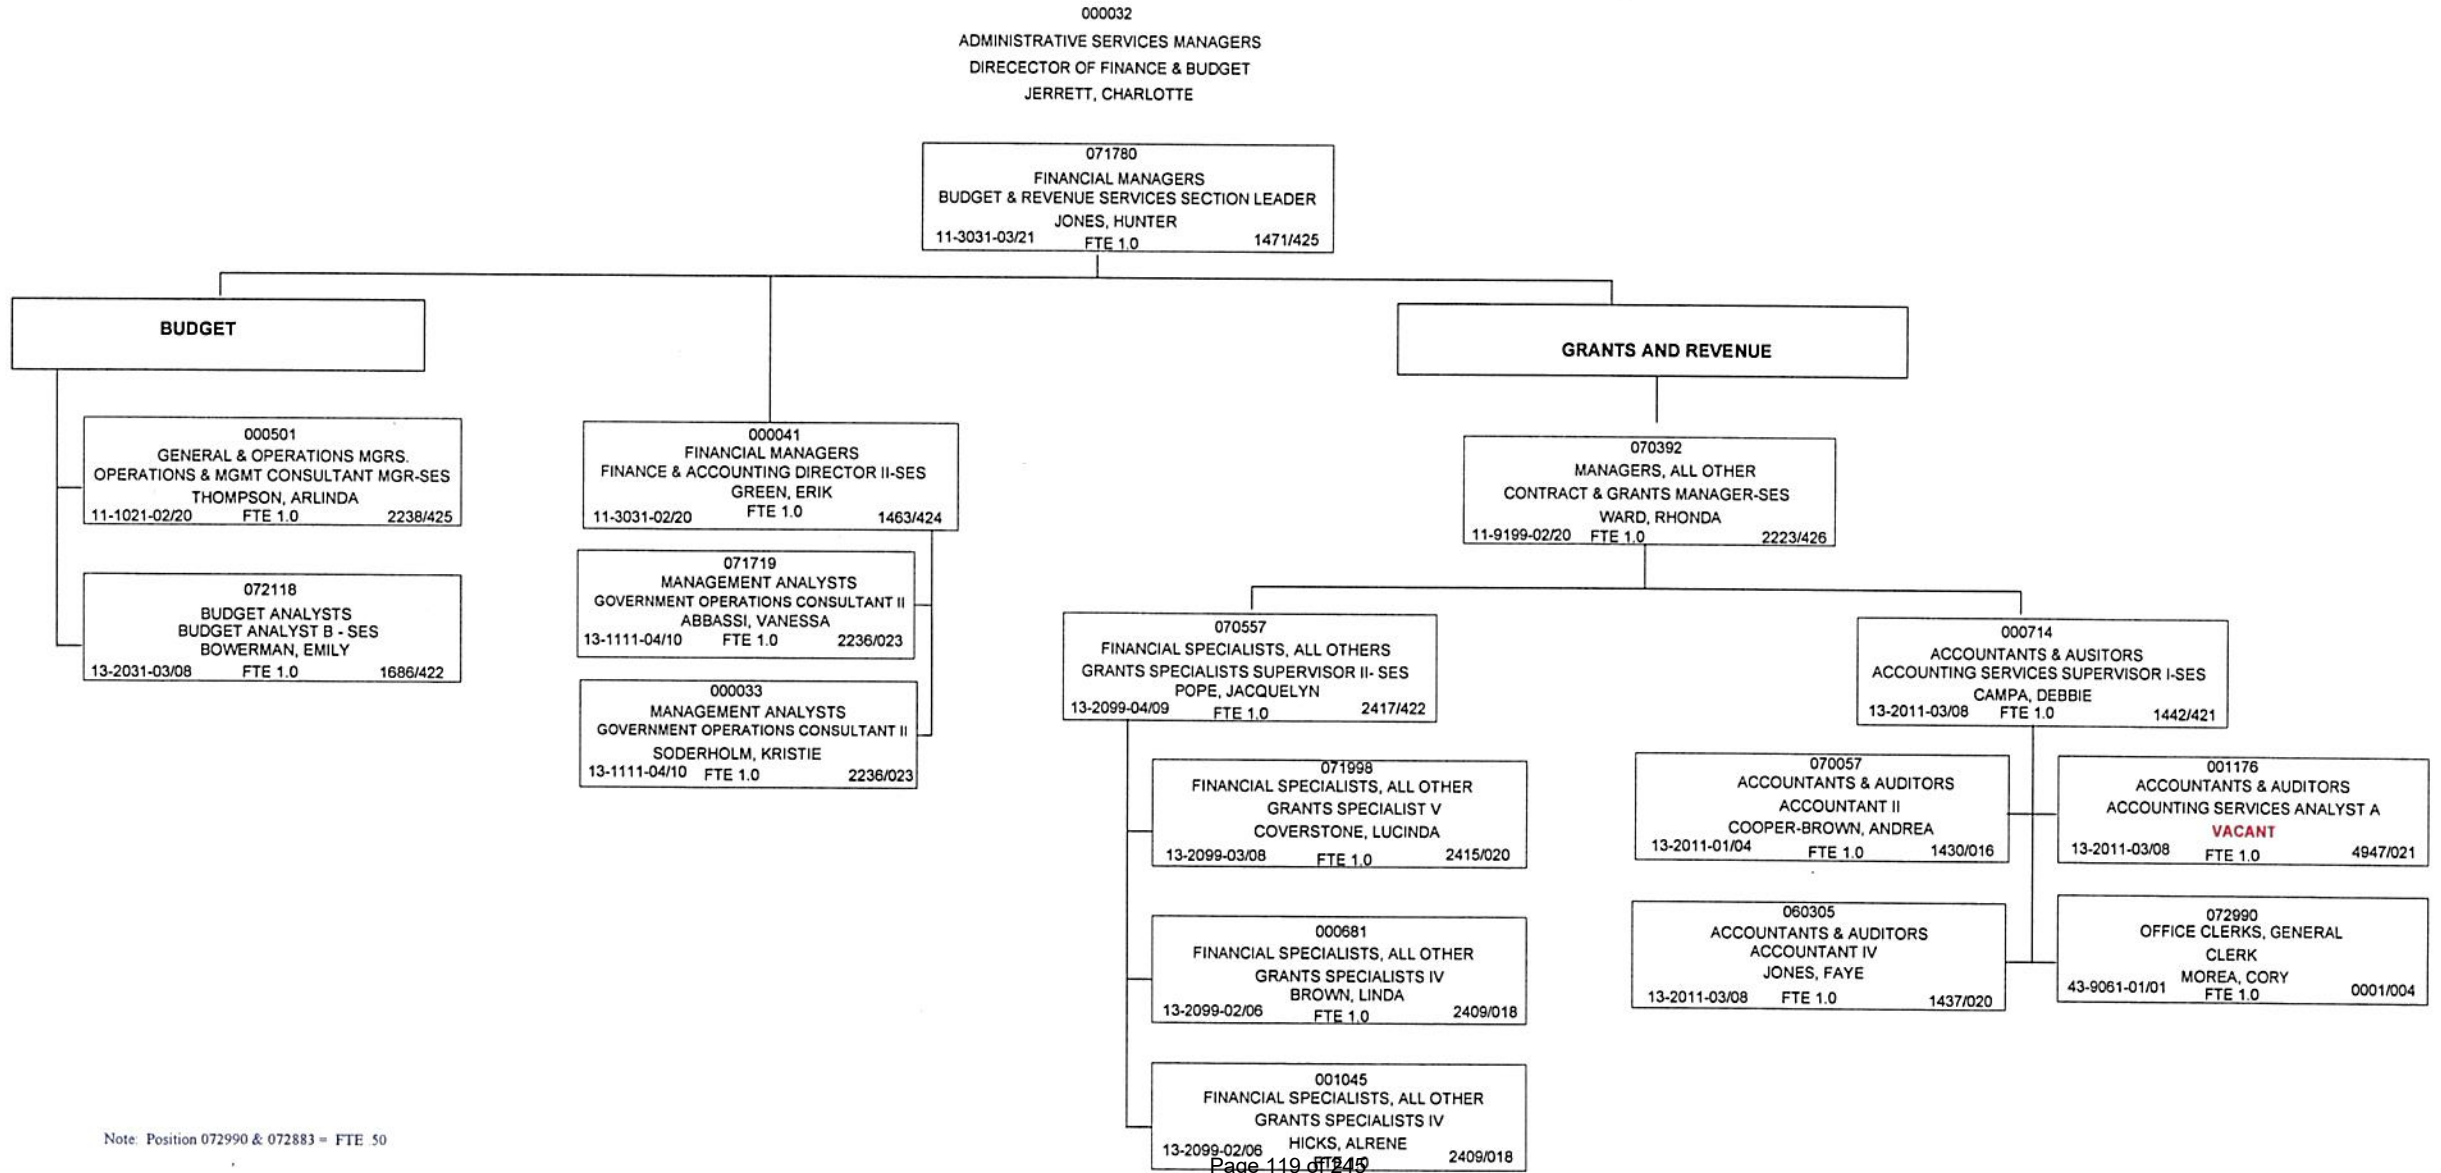 000032
ADMINISTRATIVE SERVICES MANAGERS
DIRECECTOR OF FINANCE & BUDGET
JERRETT, CHARLOTTE
071780
FINANCIAL MANAGERS
BUDGET & REVENUE SERVICES SECTION LEADER
JONES, HUNTER
11-3031-03/21 FTE 1.0 1471/425
BUDGET
000501
GENERAL & OPERATIONS MGRS.
OPERATIONS & MGMT CONSULTANT MGR-SES
THOMPSON, ARLINDA
11-1021-02/20 FTE 1.0 2238/425
072118
BUDGET ANALYSTS
BUDGET ANALYST B - SES
BOWERMAN, EMILY
13-2031-03/08 FTE 1.0 1686/422
000041
FINANCIAL MANAGERS
FINANCE & ACCOUNTING DIRECTOR II-SES
GREEN, ERIK
11-3031-02/20 FTE 1.0 1463/424
071719
MANAGEMENT ANALYSTS
GOVERNMENT OPERATIONS CONSULTANT II
ABBASSI, VANESSA
13-1111-04/10 FTE 1.0 2236/023
000033
MANAGEMENT ANALYSTS
GOVERNMENT OPERATIONS CONSULTANT II
SODERHOLM, KRISTIE
13-1111-04/10 FTE 1.0 2236/023
GRANTS AND REVENUE
070392
MANAGERS, ALL OTHER
CONTRACT & GRANTS MANAGER-SES
WARD, RHONDA
11-9199-02/20 FTE 1.0 2223/426
070557
FINANCIAL SPECIALISTS, ALL OTHERS
GRANTS SPECIALISTS SUPERVISOR II- SES
POPE, JACQUELYN
13-2099-04/09 FTE 1.0 2417/422
071998
FINANCIAL SPECIALISTS, ALL OTHER
GRANTS SPECIALIST V
COVERSTONE, LUCINDA
13-2099-03/08 FTE 1.0 2415/020
000681
FINANCIAL SPECIALISTS, ALL OTHER
GRANTS SPECIALISTS IV
BROWN, LINDA
13-2099-02/06 FTE 1.0 2409/018
001045
FINANCIAL SPECIALISTS, ALL OTHER
GRANTS SPECIALISTS IV
HICKS, ALRENE
13-2099-02/06 FTE 1.0 2409/018
000714
ACCOUNTANTS & AUSITORS
ACCOUNTING SERVICES SUPERVISOR I-SES
CAMPA, DEBBIE
13-2011-03/08 FTE 1.0 1442/421
070057
ACCOUNTANTS & AUDITORS
ACCOUNTANT II
COOPER-BROWN, ANDREA
13-2011-01/04 FTE 1.0 1430/016
001176
ACCOUNTANTS & AUDITORS
ACCOUNTING SERVICES ANALYST A
VACANT
13-2011-03/08 FTE 1.0 4947/021
060305
ACCOUNTANTS & AUDITORS
ACCOUNTANT IV
JONES, FAYE
13-2011-03/08 FTE 1.0 1437/020
072990
OFFICE CLERKS, GENERAL
CLERK
MOREA, CORY
43-9061-01/01 FTE 1.0 0001/004
Note: Position 072990 & 072883 = FTE 50
Page 119 of 245